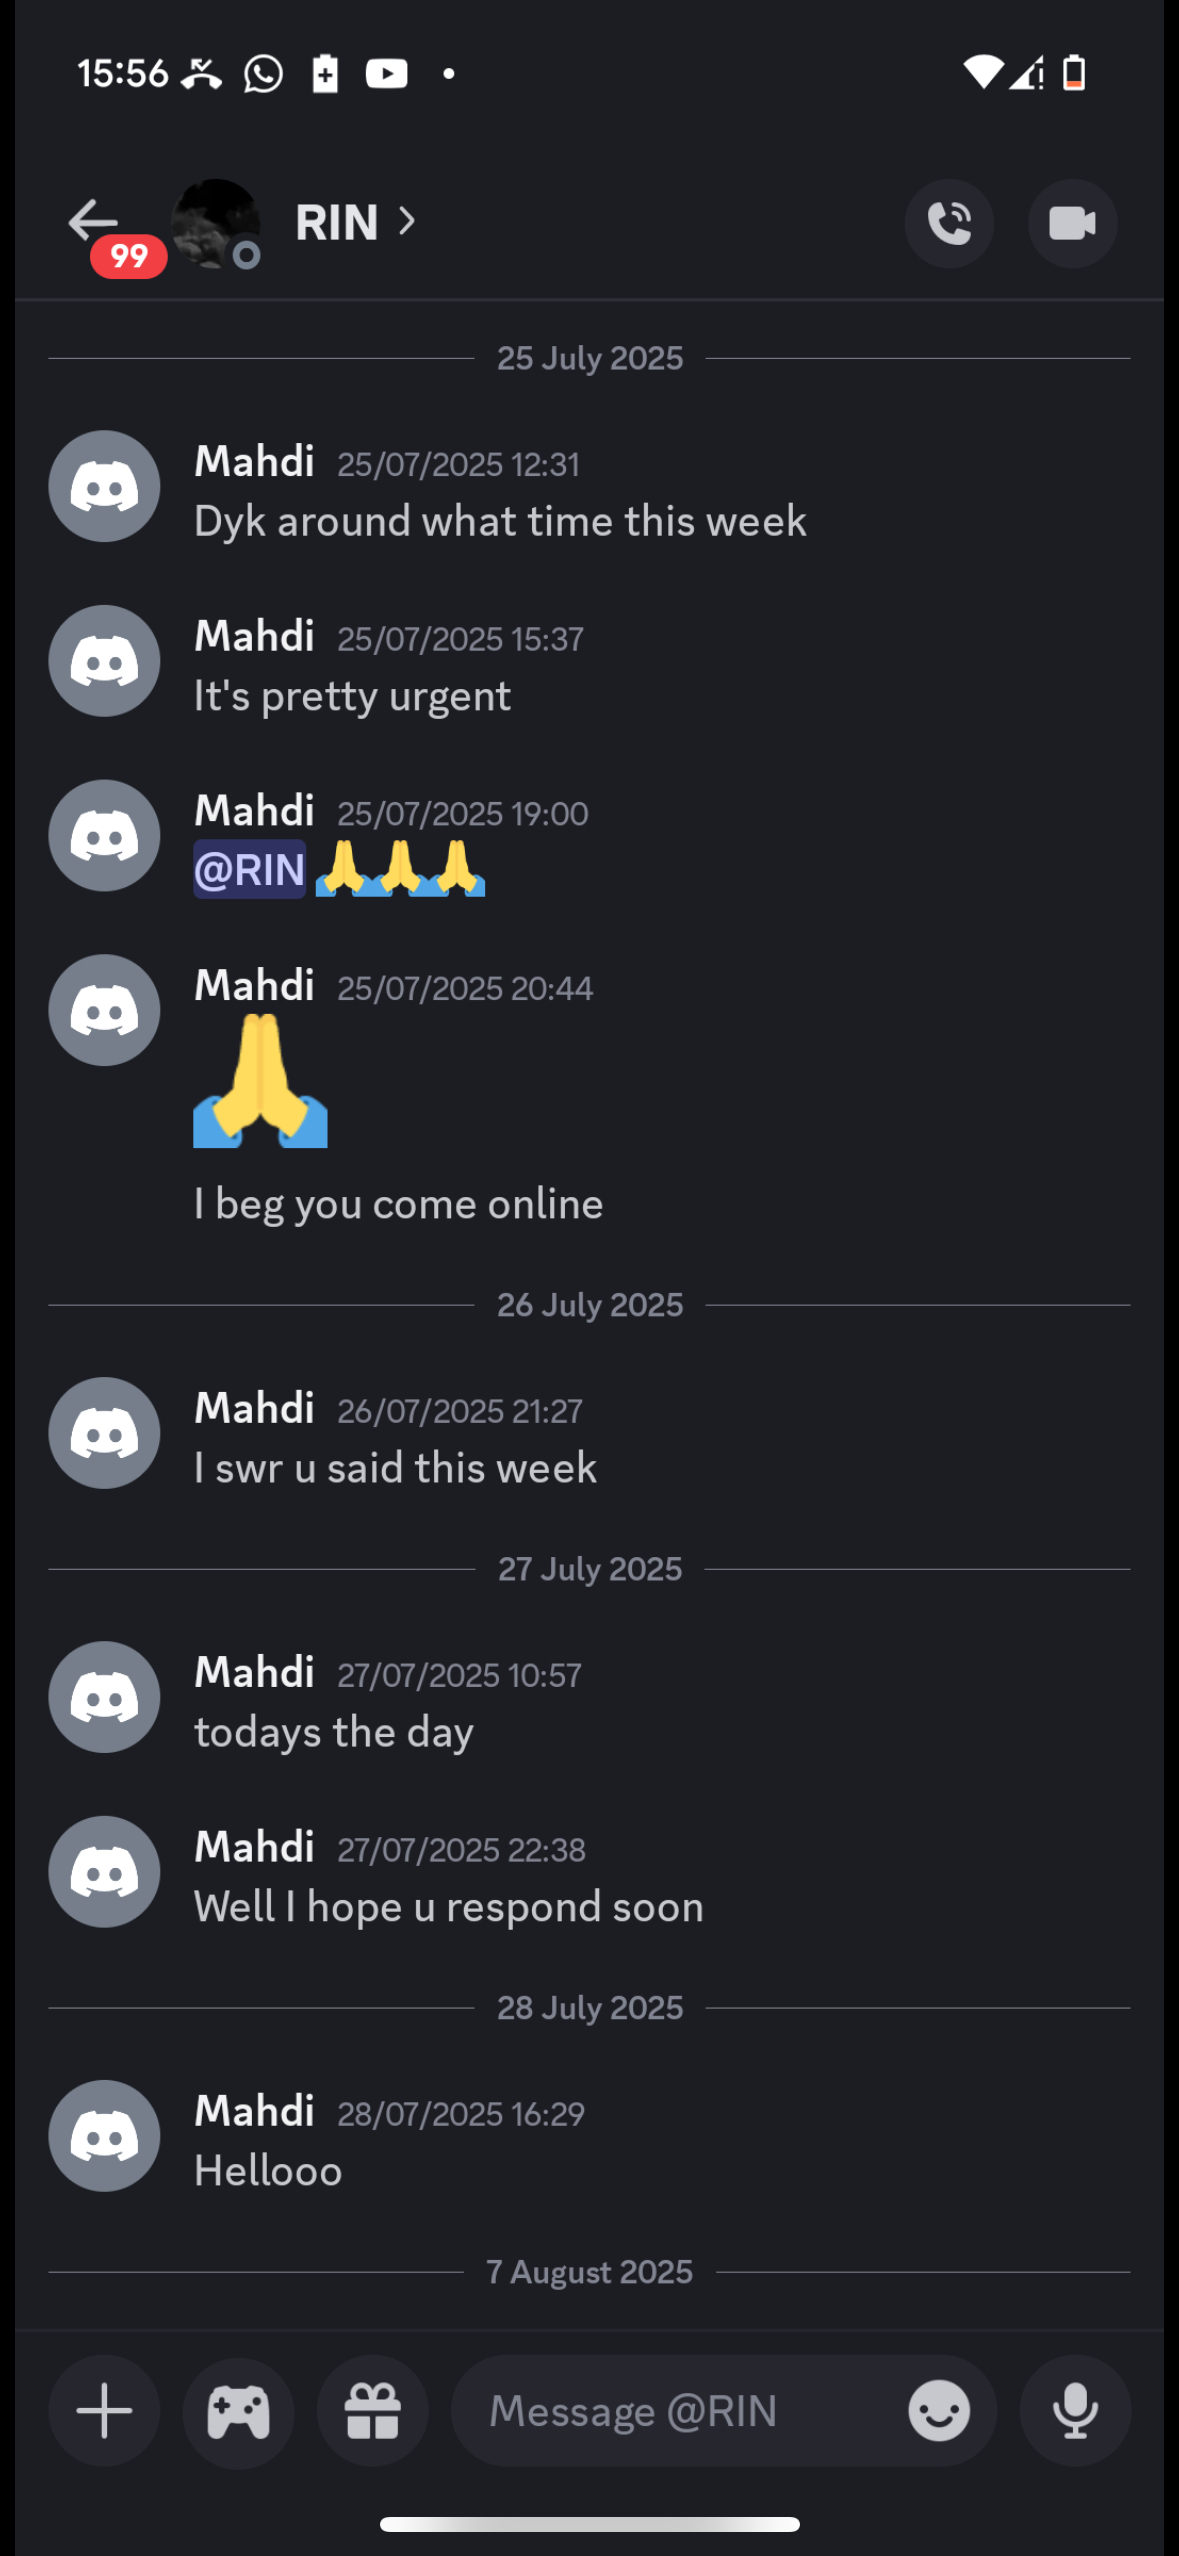 15:56
99
RIN
25 July 2025
Mahdi 25/07/2025 12:31
Dyk around what time this week
Mahdi 25/07/2025 15:37
It's pretty urgent
Mahdi 25/07/2025 19:00
@RIN 🙏🙏🙏
Mahdi 25/07/2025 20:44
🙏
I beg you come online
26 July 2025
Mahdi 26/07/2025 21:27
I swr u said this week
27 July 2025
Mahdi 27/07/2025 10:57
todays the day
Mahdi 27/07/2025 22:38
Well I hope u respond soon
28 July 2025
Mahdi 28/07/2025 16:29
Hellooo
7 August 2025
Message @RIN